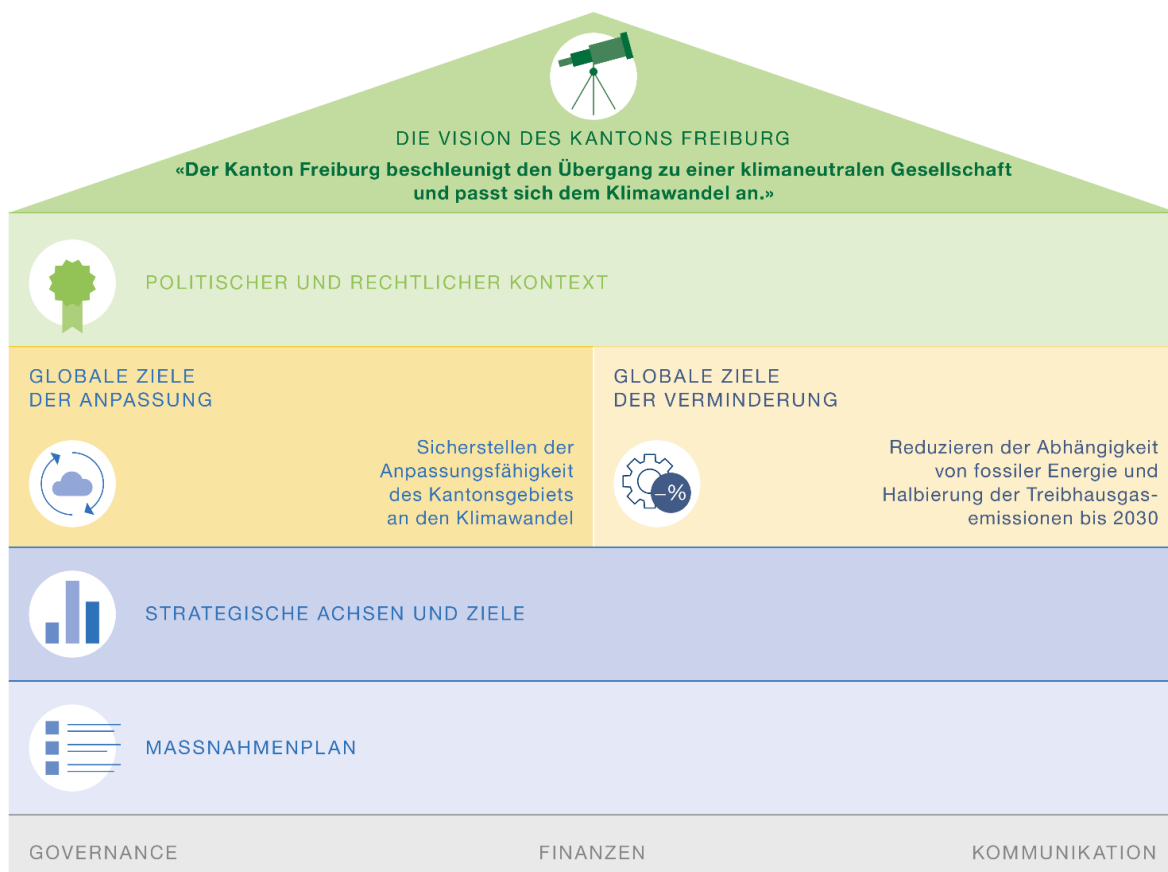 DIE VISION DES KANTONS FREIBURG
«Der Kanton Freiburg beschleunigt den Übergang zu einer klimaneutralen Gesellschaft
und passt sich dem Klimawandel an.»
POLITISCHER UND RECHTLICHER KONTEXT
GLOBALE ZIELE
DER ANPASSUNG
Sicherstellen der
Anpassungsfähigkeit
des Kantonsgebiets
an den Klimawandel
GLOBALE ZIELE
DER VERMINDERUNG
–%
Reduzieren der Abhängigkeit
von fossiler Energie und
Halbierung der Treibhausgas-
emissionen bis 2030
STRATEGISCHE ACHSEN UND ZIELE
MASSNAHMENPLAN
GOVERNANCE
FINANZEN
KOMMUNIKATION